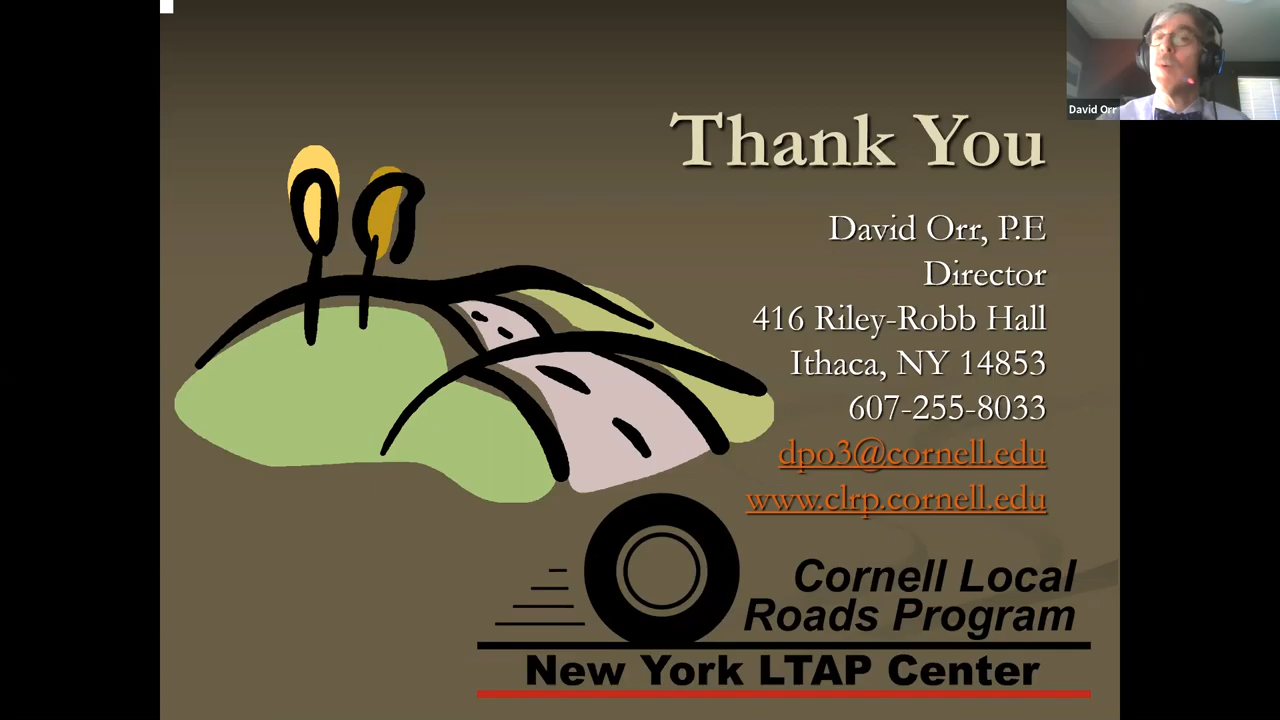 Thank You
David Orr, P.E
Director
416 Riley-Robb Hall
Ithaca, NY 14853
607-255-8033
dpo3@cornell.edu
www.clrp.cornell.edu
Cornell Local
Roads Program
New York LTAP Center
David Orr